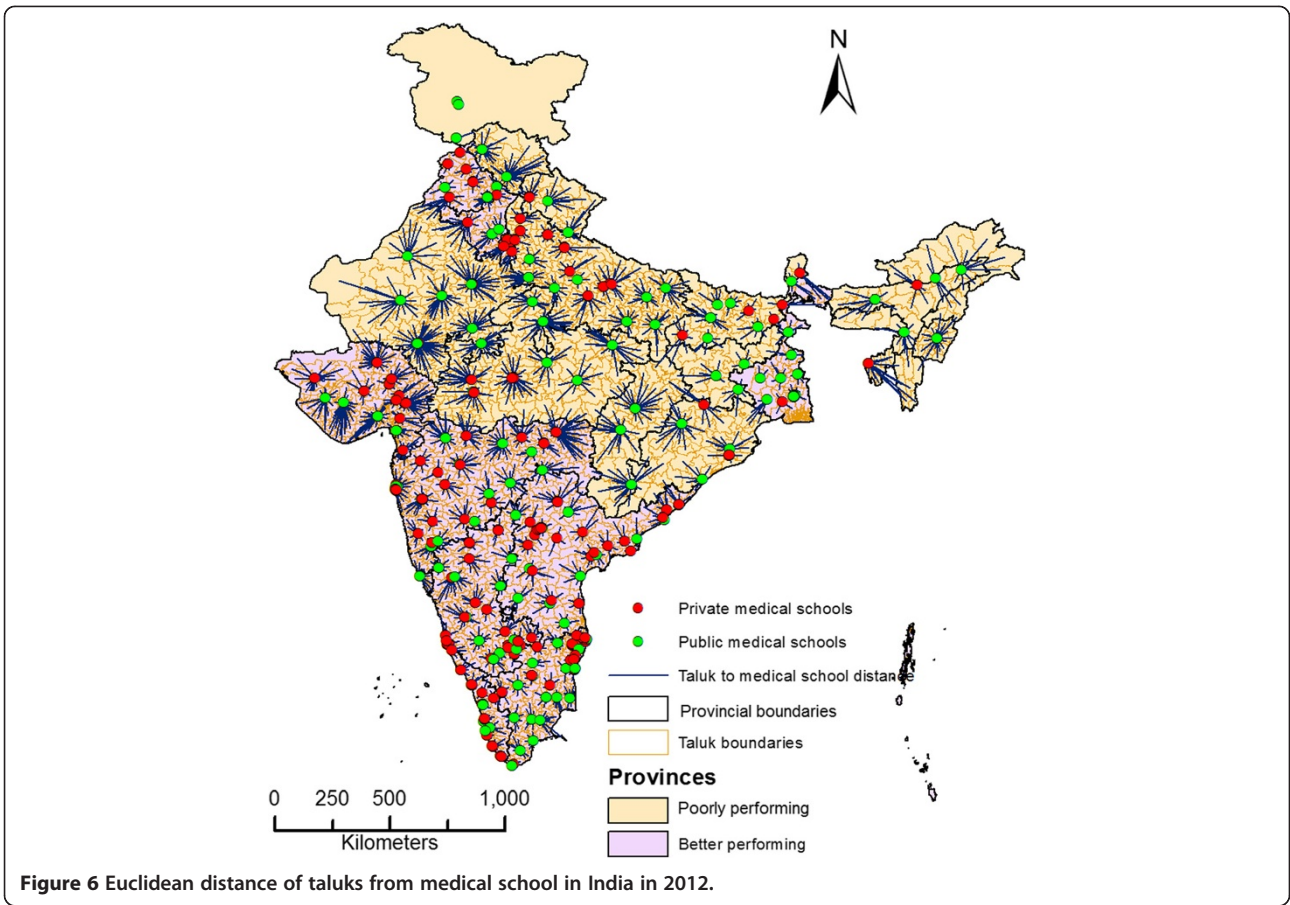 N
Private medical schools
Public medical schools
Taluk to medical school distance
Provincial boundaries
Taluk boundaries
Provinces
Poorly performing
Better performing
0 250 500 1,000
Kilometers
Figure 6 Euclidean distance of taluks from medical school in India in 2012.